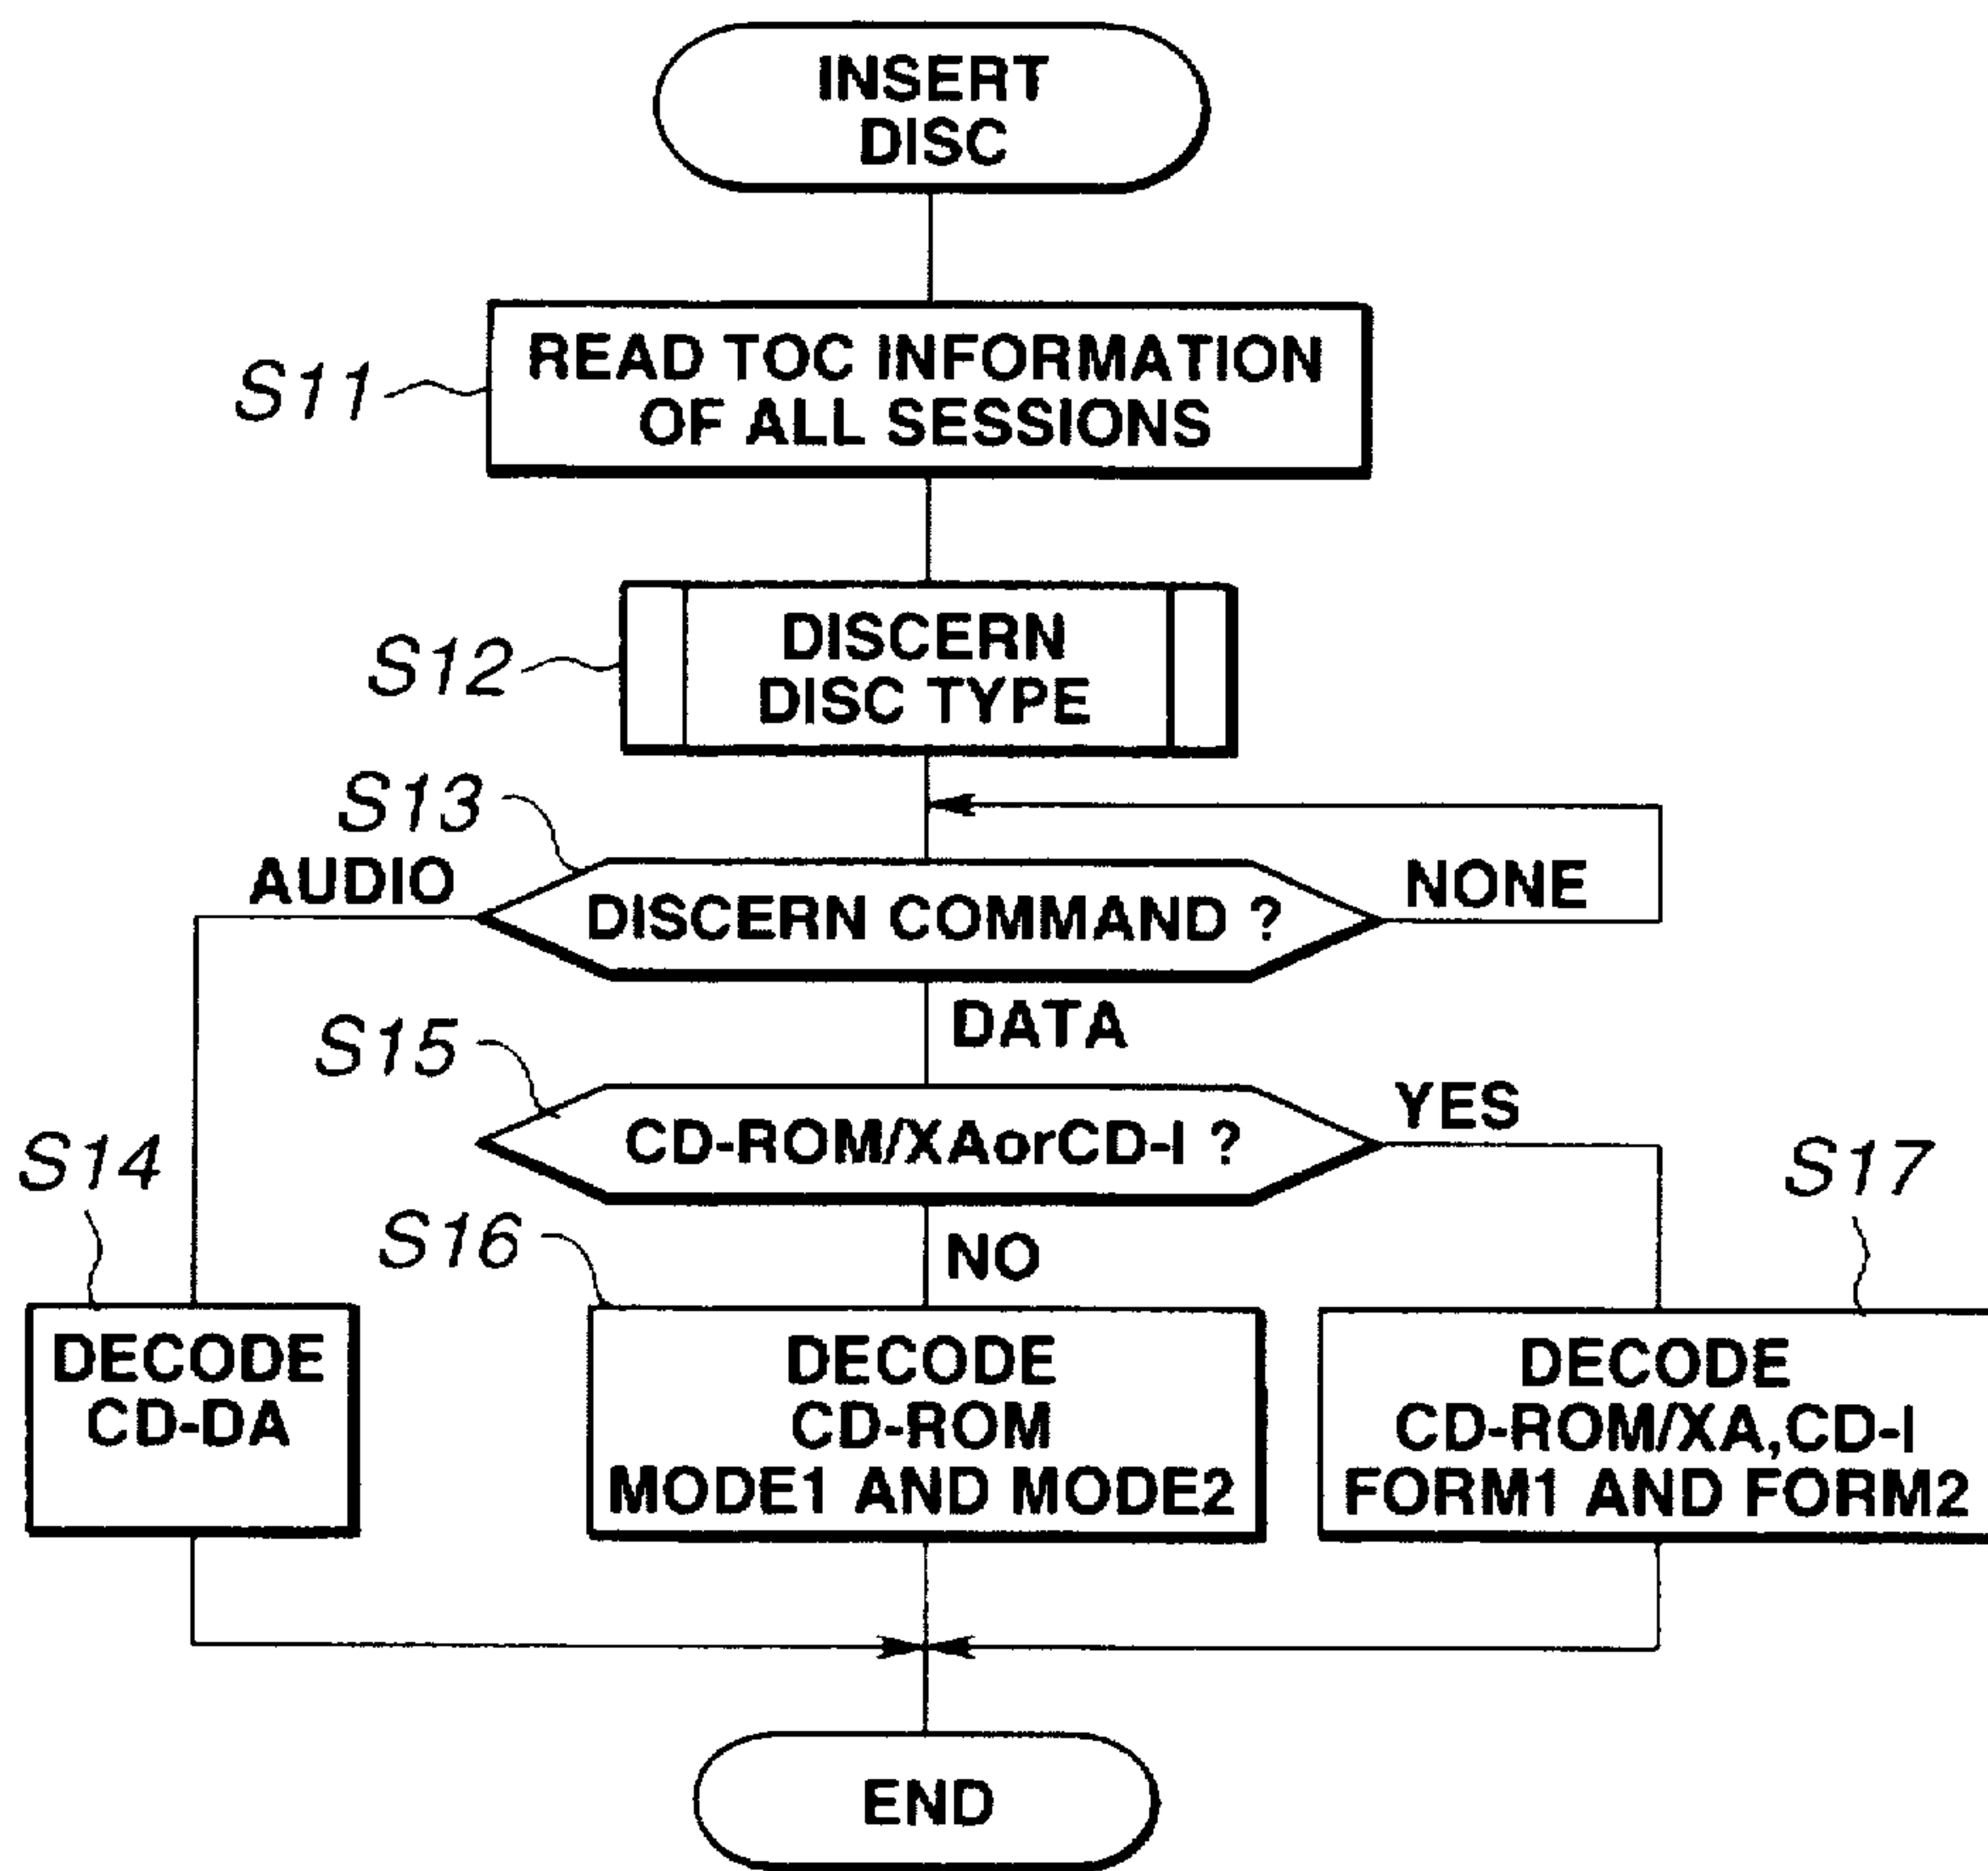 INSERT
DISC
S11
READ TOC INFORMATION
OF ALL SESSIONS
S12
DISCERN
DISC TYPE
S13
AUDIO
DISCERN COMMAND ?
NONE
DATA
S15
CD-ROM/XAorCD-I ?
YES
S14
S16
NO
S17
DECODE
CD-DA
DECODE
CD-ROM
MODE1 AND MODE2
DECODE
CD-ROM/XA,CD-I
FORM1 AND FORM2
END